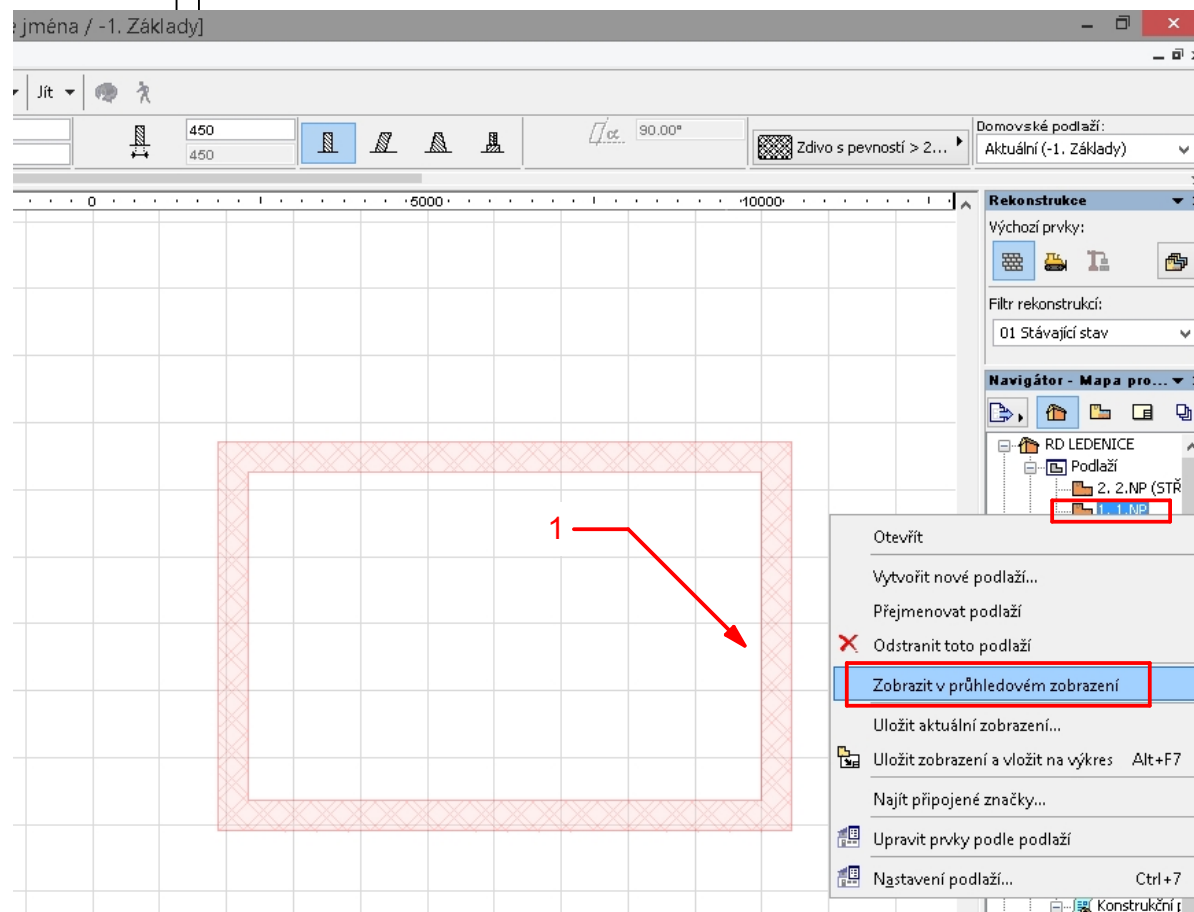 jména / -1. Základy]
Jít
450
450
α 90.00°
Zdivo s pevností > 2...
Domovské podlaží:
Aktuální (-1. Základy)
0 5000 10000
Rekonstrukce
Výchozí prvky:
Filtr rekonstrukcí:
01 Stávající stav
Navigátor - Mapa pro...
RD LEDENICE
Podlaží
2. 2.NP (STŘ
1. 1.NP
1
Otevřít
Vytvořit nové podlaží...
Přejmenovat podlaží
Odstranit toto podlaží
Zobrazit v průhledovém zobrazení
Uložit aktuální zobrazení...
Uložit zobrazení a vložit na výkres Alt+F7
Najít připojené značky...
Upravit prvky podle podlaží
Nastavení podlaží... Ctrl+7
Konstrukční